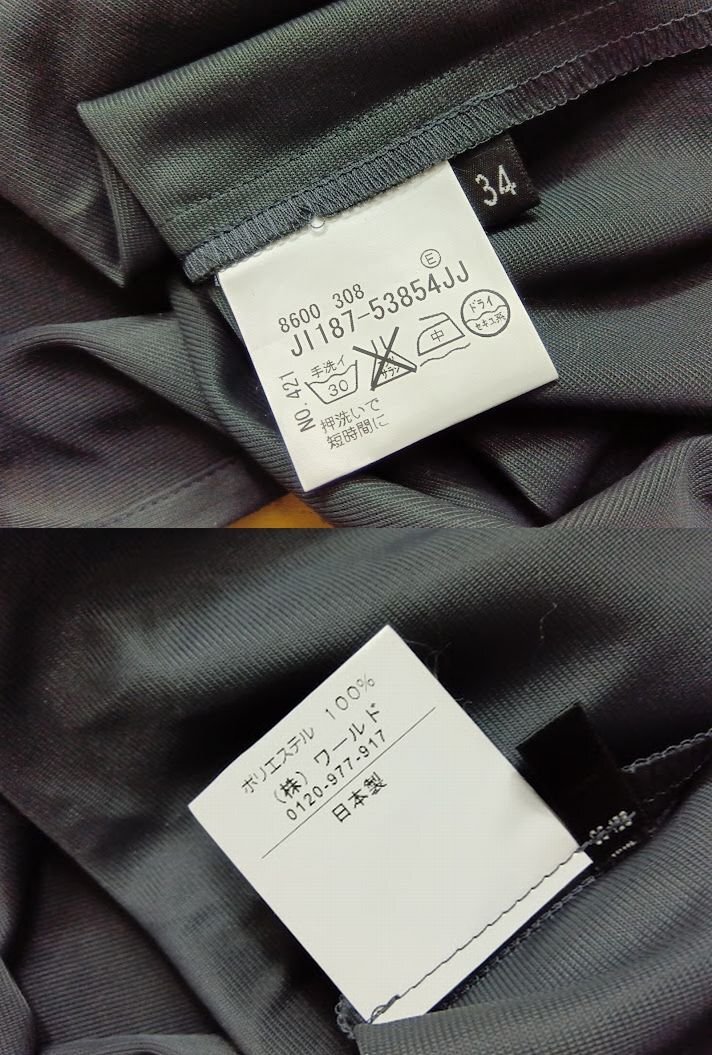 34
8600 308 E
JI187-53854JJ
手洗イ
30
中
ドライ
セキユ系
NO.421
押洗いで
短時間に
ポリエステル 100%
(株) ワールド
0120-977-917
日本製